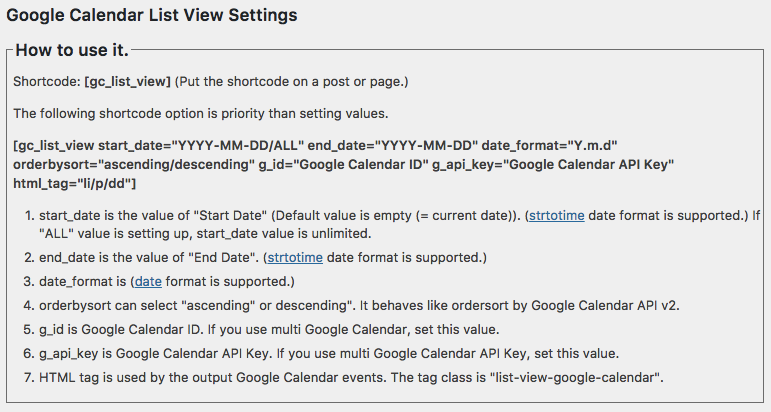 Google Calendar List View Settings
How to use it.
Shortcode: [gc_list_view] (Put the shortcode on a post or page.)
The following shortcode option is priority than setting values.
[gc_list_view start_date="YYYY-MM-DD/ALL" end_date="YYYY-MM-DD" date_format="Y.m.d"
orderbysort="ascending/descending" g_id="Google Calendar ID" g_api_key="Google Calendar API Key"
html_tag="li/p/dd"]
1. start_date is the value of "Start Date" (Default value is empty (= current date)). (strtotime date format is supported.) If
"ALL" value is setting up, start_date value is unlimited.
2. end_date is the value of "End Date". (strtotime date format is supported.)
3. date_format is (date format is supported.)
4. orderbysort can select "ascending" or descending". It behaves like ordersort by Google Calendar API v2.
5. g_id is Google Calendar ID. If you use multi Google Calendar, set this value.
6. g_api_key is Google Calendar API Key. If you use multi Google Calendar API Key, set this value.
7. HTML tag is used by the output Google Calendar events. The tag class is "list-view-google-calendar".